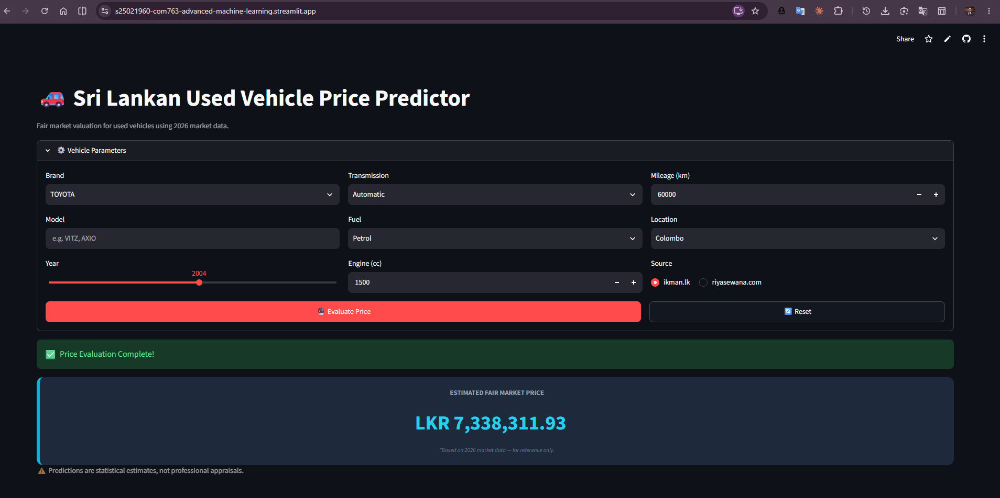 s25021960-com763-advanced-machine-learning.streamlit.app
Share
Sri Lankan Used Vehicle Price Predictor
Fair market valuation for used vehicles using 2026 market data.
Vehicle Parameters
Brand
TOYOTA
Transmission
Automatic
Mileage (km)
60000
Model
e.g. VITZ, AXIO
Fuel
Petrol
Location
Colombo
Year
2004
Engine (cc)
1500
Source
ikman.lk
riyasewana.com
Evaluate Price
Reset
Price Evaluation Complete!
ESTIMATED FAIR MARKET PRICE
LKR 7,338,311.93
*Based on 2026 market data — for reference only.
Predictions are statistical estimates, not professional appraisals.